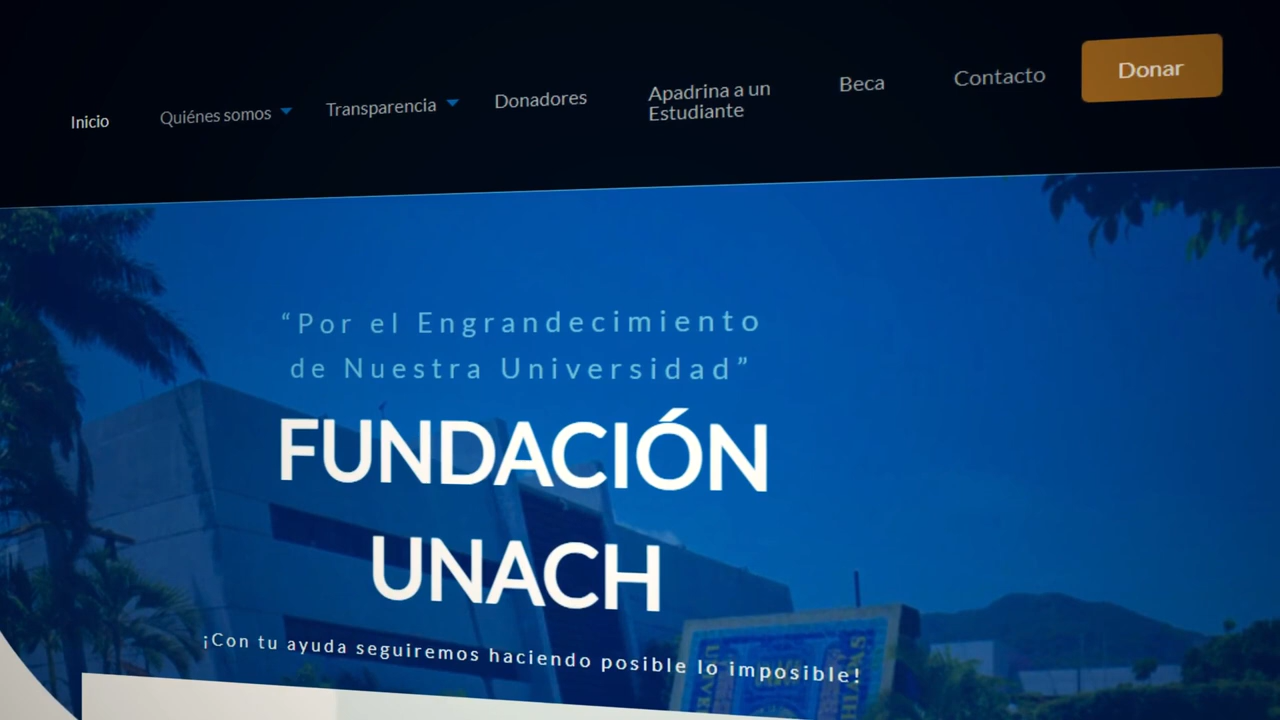 Inicio
Quiénes somos
Transparencia
Donadores
Apadrina a un
Estudiante
Beca
Contacto
Donar
“Por el Engrandecimiento
de Nuestra Universidad”
FUNDACIÓN
UNACH
¡Con tu ayuda seguiremos haciendo posible lo imposible!